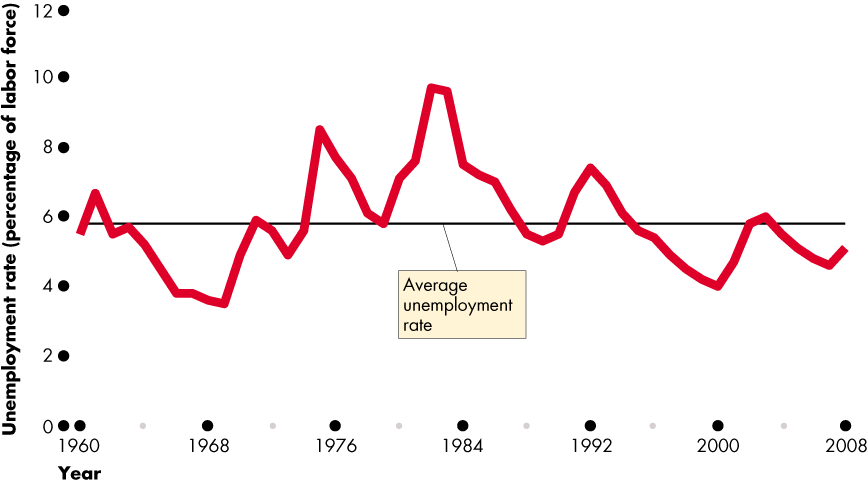 Unemployment rate (percentage of labor force)
12
10
8
6
4
2
0
Average
unemployment
rate
1960 1968 1976 1984 1992 2000 2008
Year